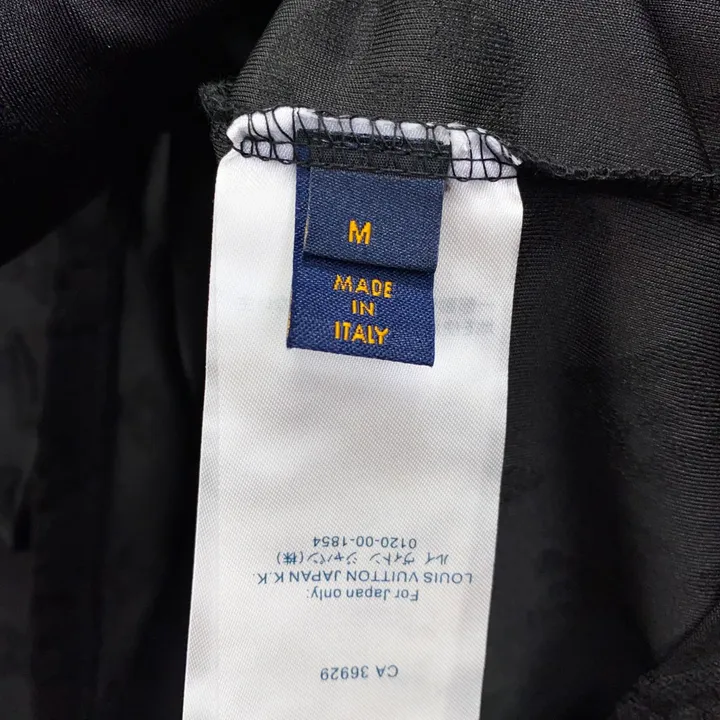 M
MADE
IN
ITALY
CA 36929
For Japan only:
LOUIS VUITTON JAPAN K.K.
ルイ ヴィトン ジャパン(株)
0120-00-1854